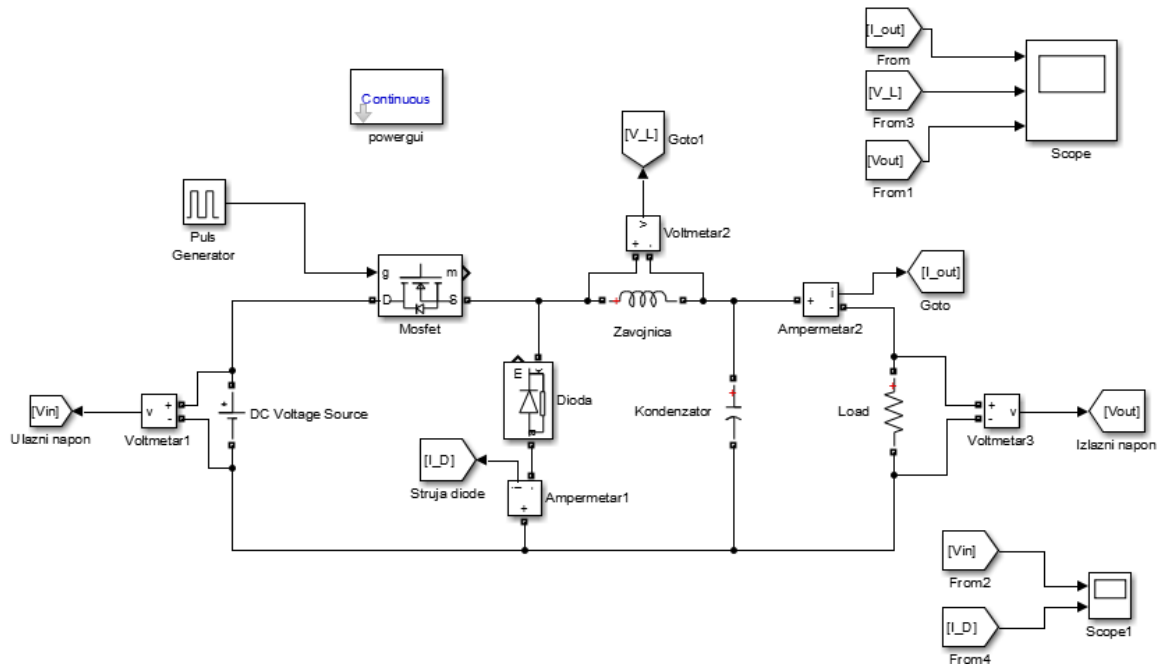 [I_out]
From
[V_L]
From3
[Vout]
From1
Scope
Continuous
powergui
[V_L]
Goto1
Puls
Generator
v
+ -
Voltmetar2
g
m
D
S
Mosfet
Zavojnica
+
i
-
Ampermetar2
[I_out]
Goto
[Vin]
Ulazni napon
v
+
-
Voltmetar1
+
DC Voltage Source
m
k
a
Dioda
[I_D]
Struja diode
i
-
+
Ampermetar1
+
Kondenzator
+
Load
+
-
v
Voltmetar3
[Vout]
Izlazni napon
[Vin]
From2
[I_D]
From4
Scope1